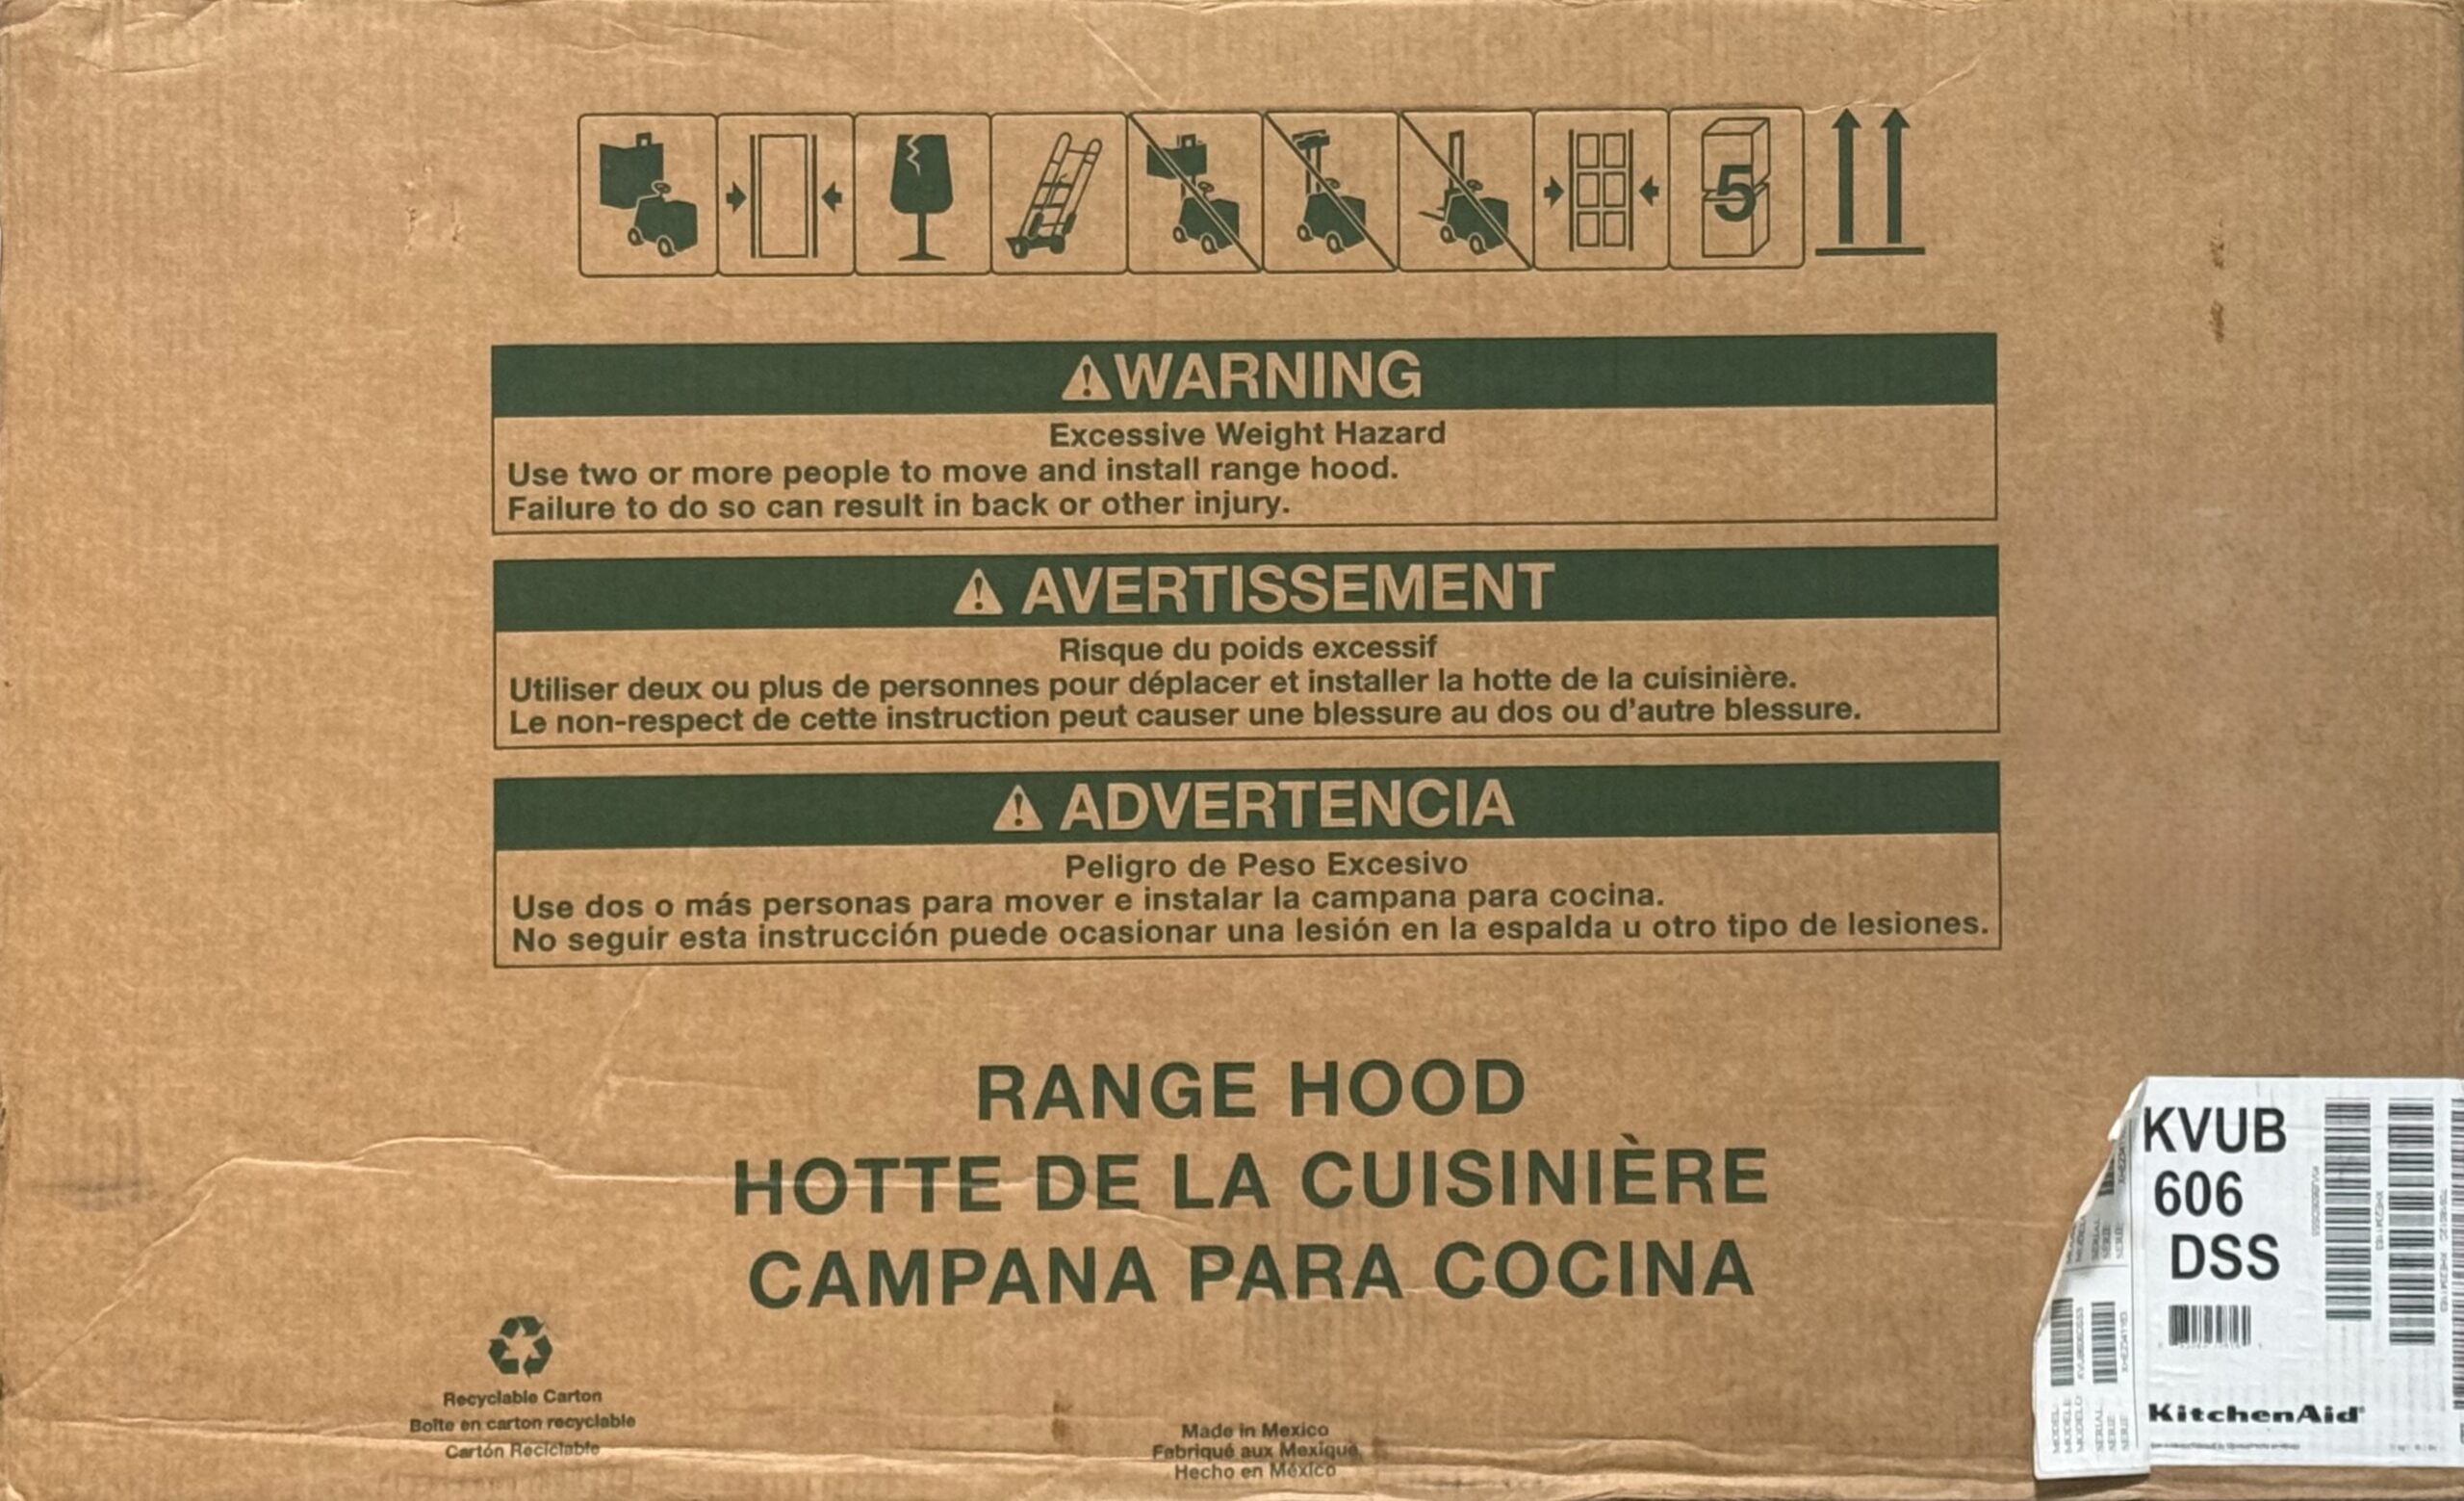 5
WARNING
Excessive Weight Hazard
Use two or more people to move and install range hood.
Failure to do so can result in back or other injury.
AVERTISSEMENT
Risque du poids excessif
Utiliser deux ou plus de personnes pour déplacer et installer la hotte de la cuisinière.
Le non-respect de cette instruction peut causer une blessure au dos ou d'autre blessure.
ADVERTENCIA
Peligro de Peso Excesivo
Use dos o más personas para mover e instalar la campana para cocina.
No seguir esta instrucción puede ocasionar una lesión en la espalda u otro tipo de lesiones.
RANGE HOOD
HOTTE DE LA CUISINIÈRE
CAMPANA PARA COCINA
Recyclable Carton
Boîte en carton recyclable
Cartón Reciclable
Made in Mexico
Fabriqué aux Mexique
Hecho en México
KVUB
606
DSS
KitchenAid